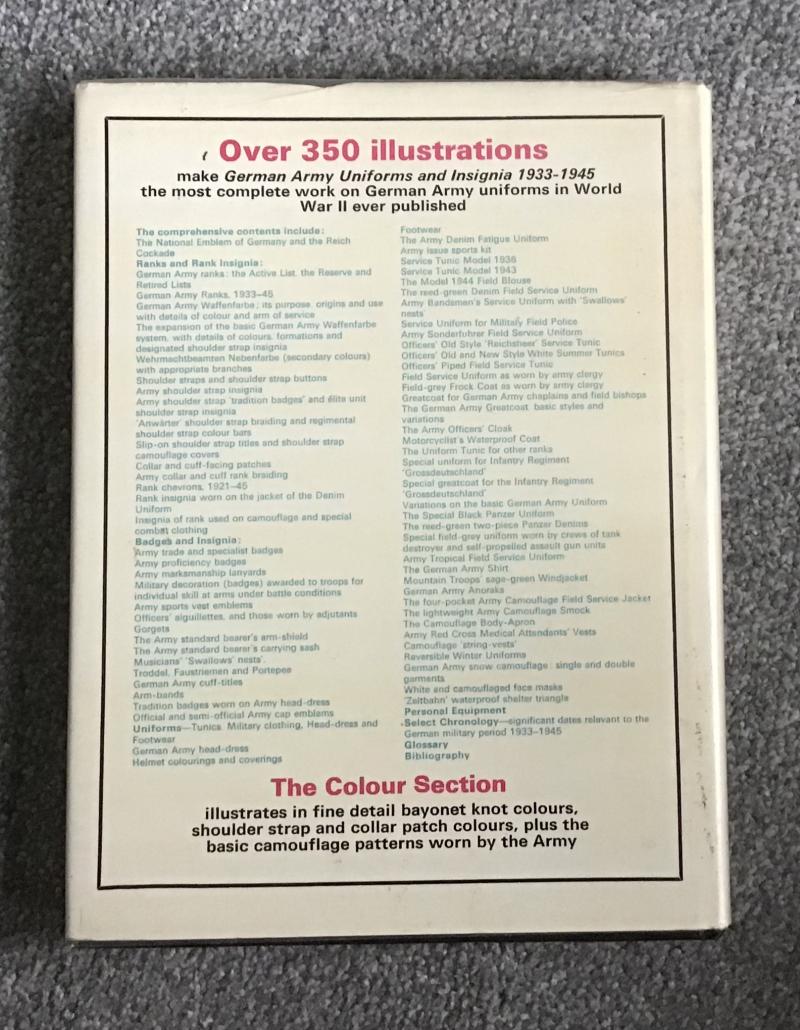 Over 350 illustrations
make German Army Uniforms and Insignia 1933-1945
the most complete work on German Army uniforms in World
War II ever published
The comprehensive contents include:
The National Emblem of Germany and the Reich
Cockade
Ranks and Rank Insignia:
German Army ranks: the Active List, the Reserve and
Retired Lists
German Army Ranks, 1933-45
German Army Waffenfarbe; its purpose, origins and use
with details of colour and arm of service
The expansion of the basic German Army Waffenfarbe
system, with details of colours, formations and
designated shoulder strap insignia
Wehrmachtbeamten Nebenfarbe (secondary colours)
with appropriate branches
Shoulder straps and shoulder strap buttons
Army shoulder strap insignia
Army shoulder strap 'tradition badges' and élite unit
shoulder strap insignia
'Anwärter' shoulder strap braiding and regimental
shoulder strap colour bars
Slip-on shoulder strap titles and shoulder strap
camouflage covers
Collar and cuff-facing patches
Army collar and cuff rank braiding
Rank chevrons, 1921-45
Rank insignia worn on the jacket of the Denim
Uniform
Insignia of rank used on camouflage and special
combat clothing
Badges and Insignia:
Army trade and specialist badges
Army proficiency badges
Army marksmanship lanyards
Military decoration (badges) awarded to troops for
individual skill at arms under battle conditions
Army sports vest emblems
Officers' aiguillettes, and those worn by adjutants
Gorgets
The Army standard bearer's arm-shield
The Army standard bearer's carrying sash
Musicians' 'Swallows' nests'.
Troddel, Faustriemen and Portepee
German Army cuff-titles
Arm-bands
Tradition badges worn on Army head-dress
Official and semi-official Army cap emblems
Uniforms—Tunics, Military clothing, Head-dress and
Footwear
German Army head-dress
Helmet colourings and coverings
Footwear
The Army Denim Fatigue Uniform
Army issue sports kit
Service Tunic Model 1936
Service Tunic Model 1943
The Model 1944 Field Blouse
The reed-green Denim Field Service Uniform
Army Bandsmen's Service Uniform with 'Swallows'
nests'
Service Uniform for Military Field Police
Army Sonderfuhrer Field Service Uniform
Officers' Old Style 'Reichsheer' Service Tunic
Officers' Old and New Style White Summer Tunics
Officers' Piped Field Service Tunic
Field Service Uniform as worn by army clergy
Field-grey Frock Coat as worn by army clergy
Greatcoat for German Army chaplains and field bishops
The German Army Greatcoat: basic styles and
variations
The Army Officers' Cloak
Motorcyclist's Waterproof Coat
The Uniform Tunic for other ranks
Special uniform for Infantry Regiment
'Grossdeutschland'
Special greatcoat for the Infantry Regiment
'Grossdeutschland'
Variations on the basic German Army Uniform
The Special Black Panzer Uniform
The reed-green two-piece Panzer Denims
Special field-grey uniform worn by crews of tank
destroyer and self-propelled assault gun units
Army Tropical Field Service Uniform
The German Army Shirt
Mountain Troops' sage-green Windjacket
German Army Anoraks
The four-pocket Army Camouflage Field Service Jacket
The lightweight Army Camouflage Smock
The Camouflage Body-Apron
Army Red Cross Medical Attendants' Vests
Camouflage 'string-vests'
Reversible Winter Uniforms
German Army snow camouflage: single and double
garments
White and camouflaged face masks
'Zeltbahn' waterproof shelter triangle
Personal Equipment
Select Chronology—significant dates relevant to the
German military period 1933-1945
Glossary
Bibliography
The Colour Section
illustrates in fine detail bayonet knot colours,
shoulder strap and collar patch colours, plus the
basic camouflage patterns worn by the Army